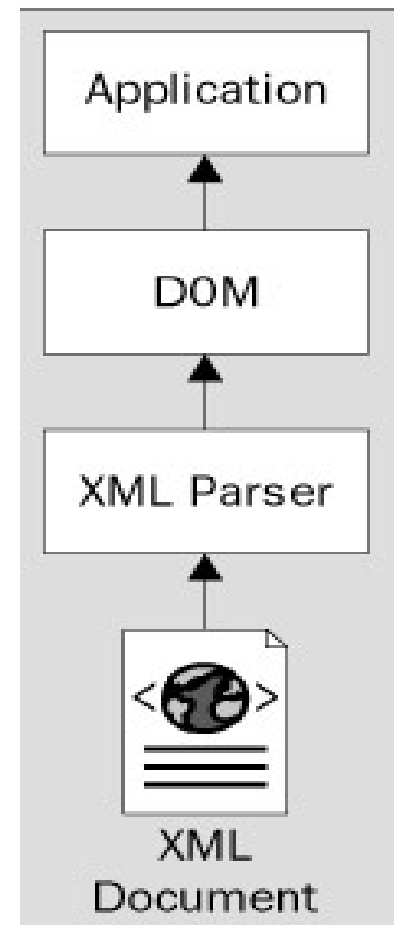 Application
DOM
XML Parser
< >
XML
Document